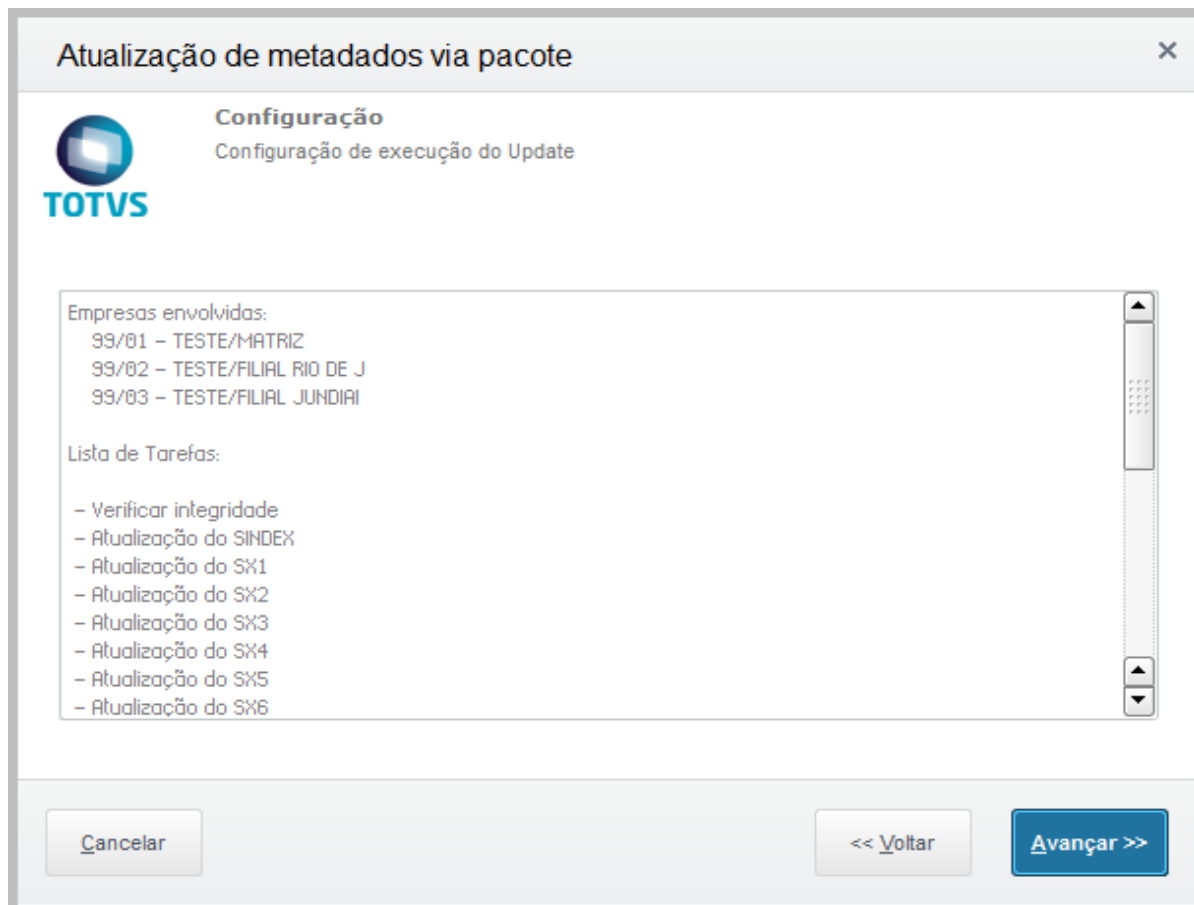 Atualização de metadados via pacote
Configuração
Configuração de execução do Update
TOTVS
Empresas envolvidas:
99/01 - TESTE/MATRIZ
99/02 - TESTE/FILIAL RIO DE J
99/03 - TESTE/FILIAL JUNDIAI
Lista de Tarefas:
- Verificar integridade
- Atualização do SINDEX
- Atualização do SX1
- Atualização do SX2
- Atualização do SX3
- Atualização do SX4
- Atualização do SX5
- Atualização do SX6
Cancelar
<< Voltar
Avançar >>